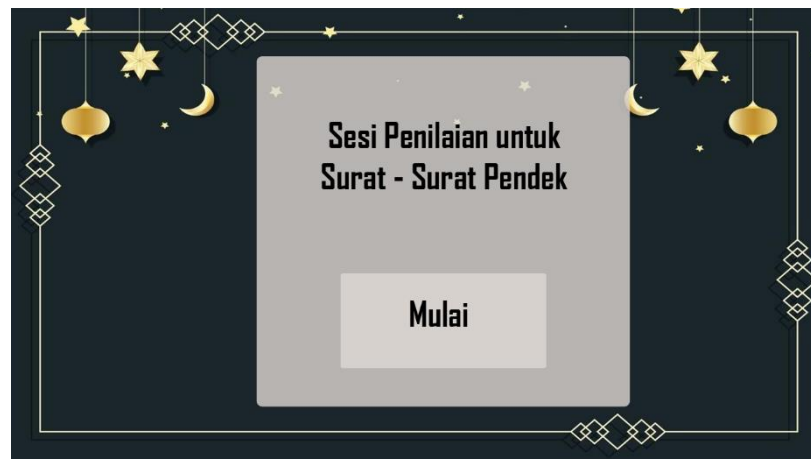 Sesi Penilaian untuk
Surat - Surat Pendek
Mulai